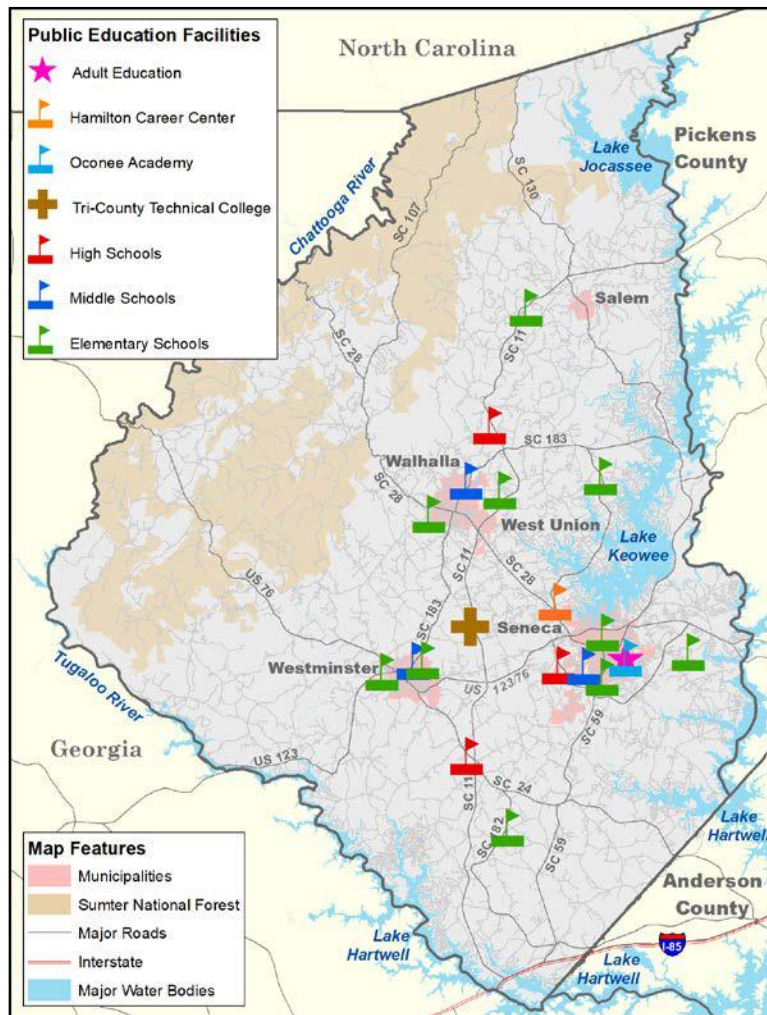 Public Education Facilities
Adult Education
Hamilton Career Center
Oconee Academy
Tri-County Technical College
High Schools
Middle Schools
Elementary Schools
North Carolina
Pickens
County
Lake
Jocassee
Chattooga River
SC 107
SC 130
Salem
SC 11
SC 28
SC 183
Walhalla
SC 28
West Union
Lake
Keowee
SC 11
SC 28
US 76
SC 183
Seneca
Westminster
US 123/76
Tugaloo River
SC 59
Georgia
US 123
SC 11
SC 24
SC 182
SC 59
Lake
Hartwell
Anderson
County
Lake
Hartwell
Lake
Hartwell
I-85
Map Features
Municipalities
Sumter National Forest
Major Roads
Interstate
Major Water Bodies